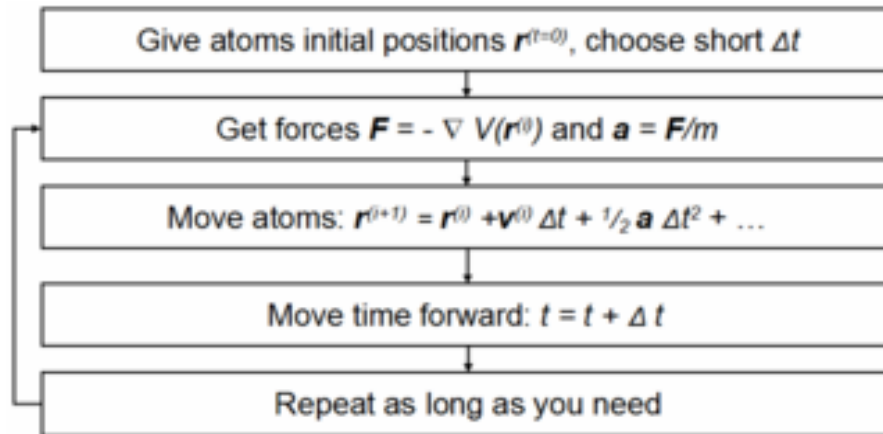 Give atoms initial positions r⁽ᵗ⁼⁰⁾, choose short Δt
Get forces F = - ∇ V(r⁽ⁱ⁾) and a = F/m
Move atoms: r⁽ⁱ⁺¹⁾ = r⁽ⁱ⁾ +v⁽ⁱ⁾ Δt + ¹/₂ a Δt² + …
Move time forward: t = t + Δ t
Repeat as long as you need